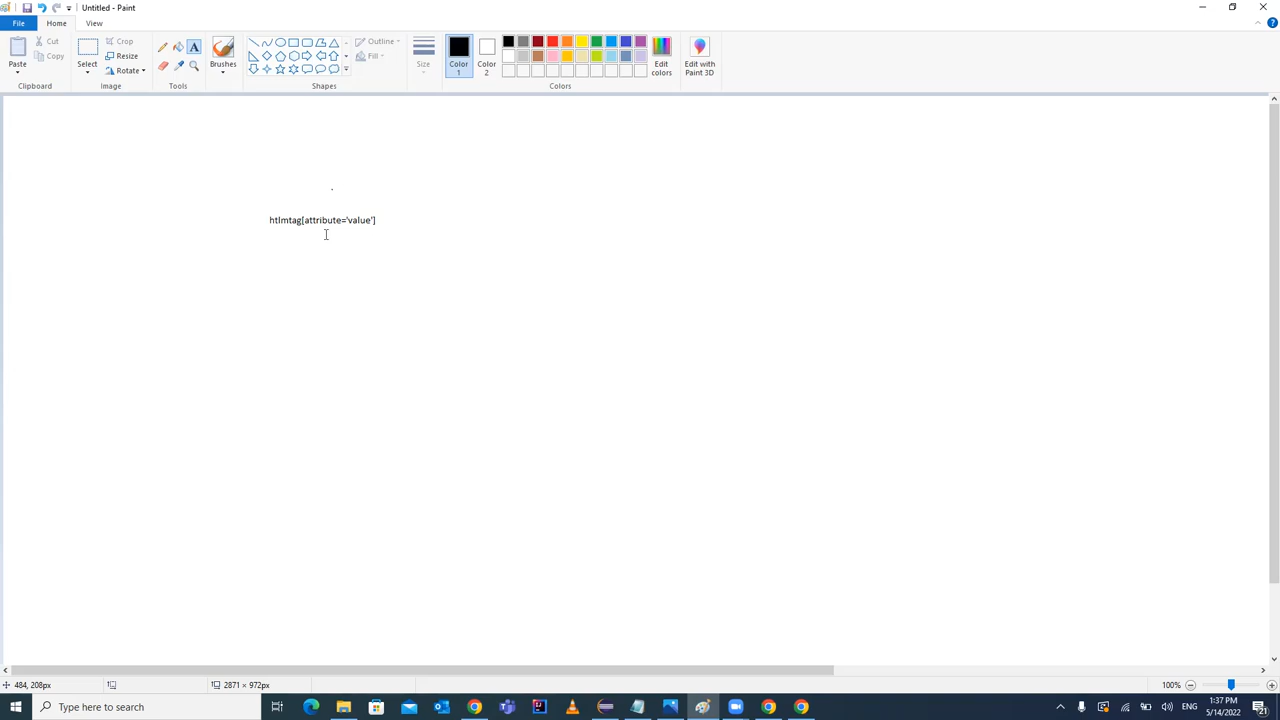 Untitled - Paint
File
Home
View
Paste
Cut
Copy
Clipboard
Select
Crop
Resize
Rotate
Image
Tools
Brushes
Outline
Fill
Shapes
Size
Color
1
Color
2
Colors
Edit
colors
Edit with
Paint 3D
htlmtag[attribute='value']
484, 208px
2871 × 972px
100%
Type here to search
ENG
1:37 PM
5/14/2022
21